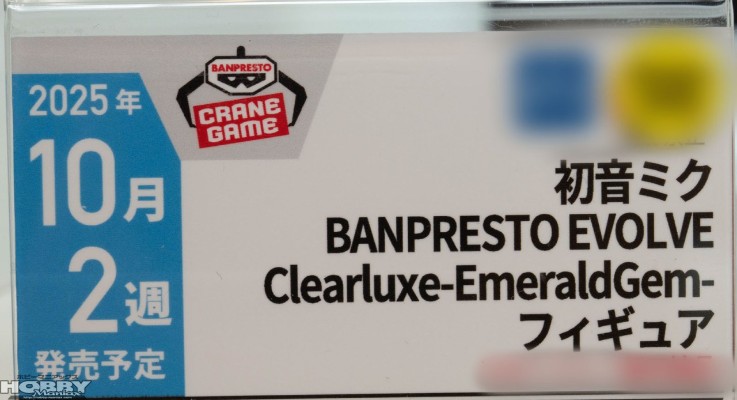 2025年
10月
2週
発売予定
BANPRESTO
CRANE
GAME
初音ミク
BANPRESTO EVOLVE
Clearluxe-EmeraldGem-
フィギュア
HOBBY
Maniax